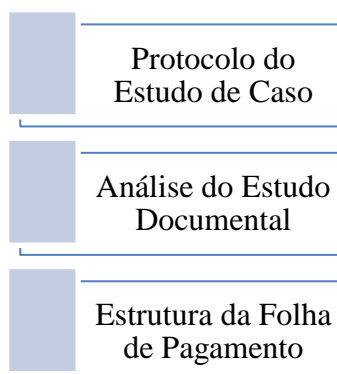 Protocolo do
Estudo de Caso
Análise do Estudo
Documental
Estrutura da Folha
de Pagamento